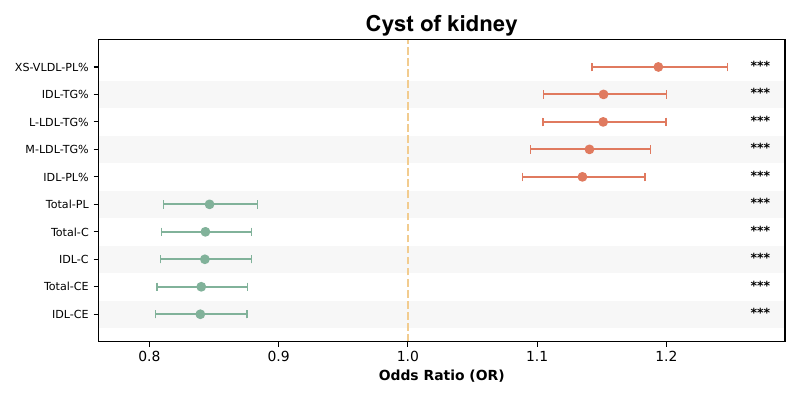 Cyst of kidney
XS-VLDL-PL% ***
IDL-TG% ***
L-LDL-TG% ***
M-LDL-TG% ***
IDL-PL% ***
Total-PL ***
Total-C ***
IDL-C ***
Total-CE ***
IDL-CE ***
0.8 0.9 1.0 1.1 1.2
Odds Ratio (OR)